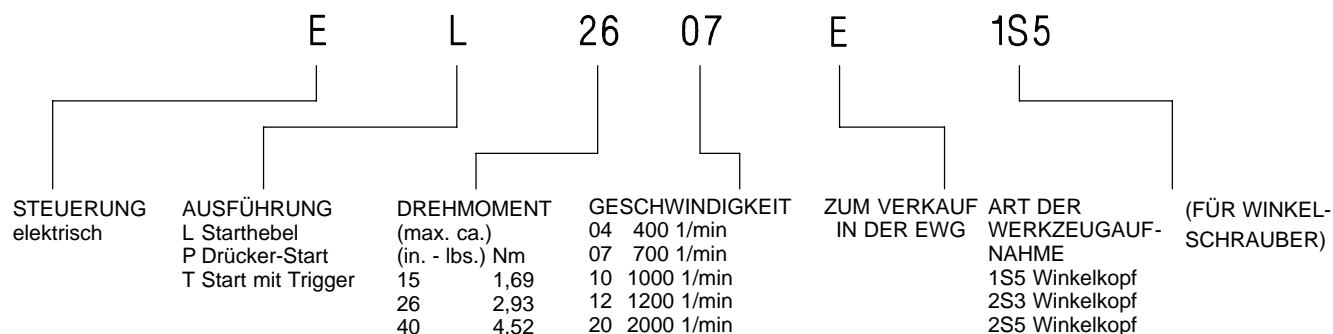 E L 26 07 E 1S5
STEUERUNG
elektrisch
AUSFÜHRUNG
L Starthebel
P Drücker-Start
T Start mit Trigger
DREHMOMENT
(max. ca.)
(in. - lbs.) Nm
15 1,69
26 2,93
40 4,52
GESCHWINDIGKEIT
04 400 1/min
07 700 1/min
10 1000 1/min
12 1200 1/min
20 2000 1/min
ZUM VERKAUF
IN DER EWG
ART DER
WERKZEUGAUF-
NAHME
1S5 Winkelkopf
2S3 Winkelkopf
2S5 Winkelkopf
(FÜR WINKEL-
SCHRAUBER)